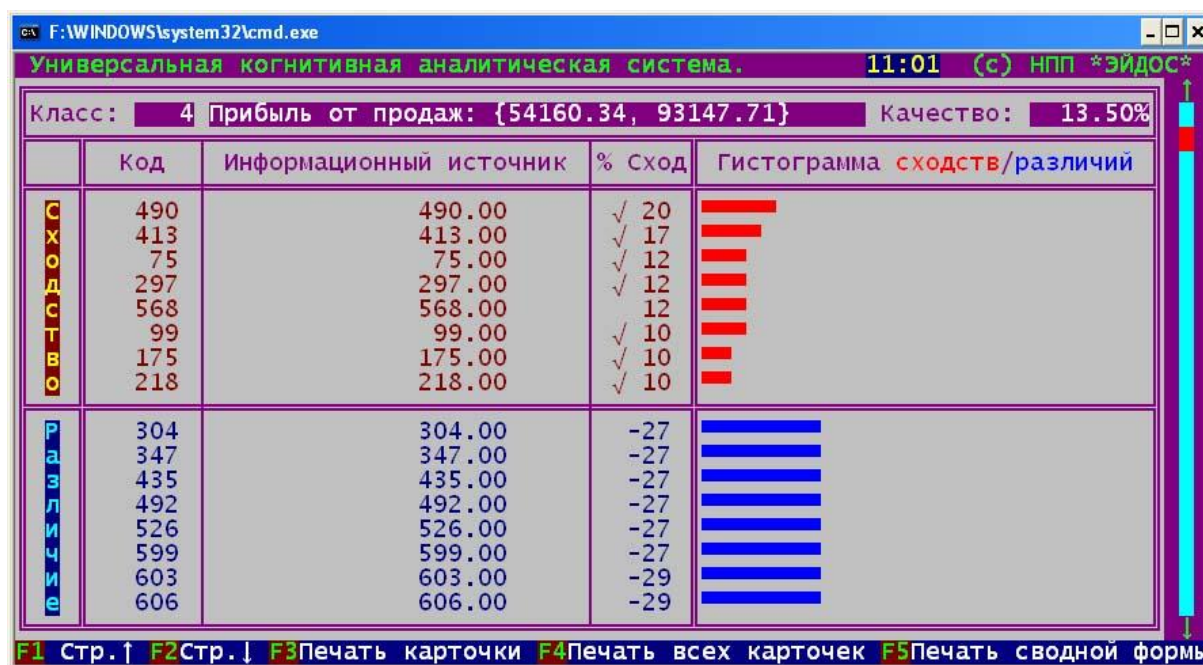 F:\WINDOWS\system32\cmd.exe
Универсальная когнитивная аналитическая система. 11:01 (с) НПП *ЭЙДОС*
Класс: 4 Прибыль от продаж: {54160.34, 93147.71} Качество: 13.50%
Код Информационный источник % Сход Гистограмма сходств/различий
Сходство
490 490.00 √ 20
413 413.00 √ 17
75 75.00 √ 12
297 297.00 √ 12
568 568.00 12
99 99.00 √ 10
175 175.00 √ 10
218 218.00 √ 10
Различие
304 304.00 -27
347 347.00 -27
435 435.00 -27
492 492.00 -27
526 526.00 -27
599 599.00 -27
603 603.00 -29
606 606.00 -29
F1 Стр.↑ F2Стр.↓ F3Печать карточки F4Печать всех карточек F5Печать сводной формы